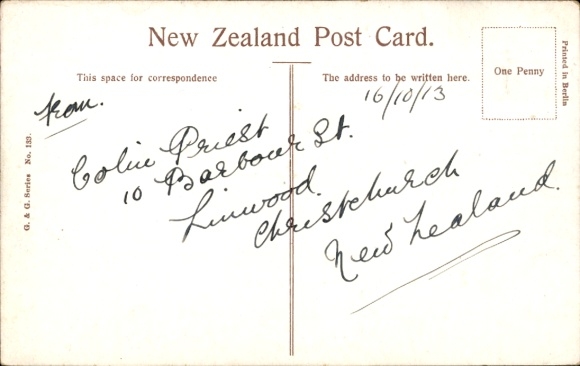 New Zealand Post Card.
This space for correspondence
The address to be written here.
One Penny
Printed in Berlin
G. & G. Series No. 133.
16/10/13
from.
Colin Priest
10 Barbour St.
Linwood.
Christchurch
New Zealand.